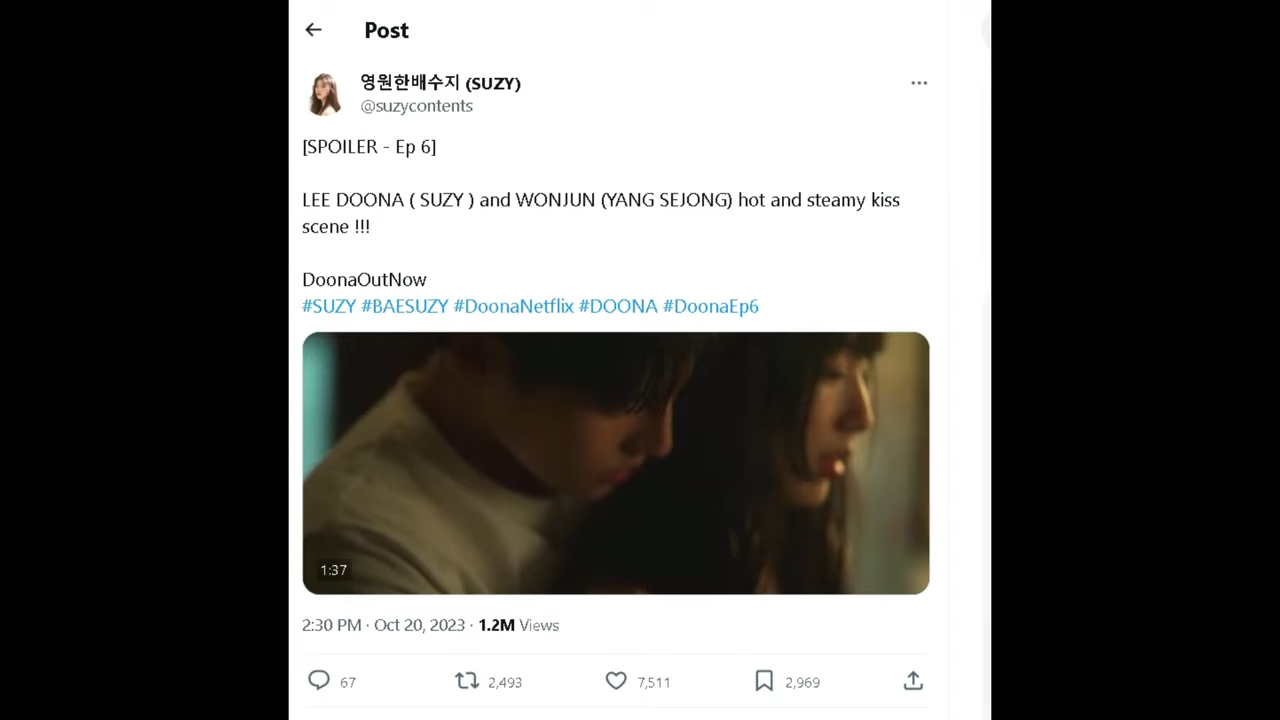 Post
영원한배수지 (SUZY)
@suzycontents
[SPOILER - Ep 6]
LEE DOONA ( SUZY ) and WONJUN (YANG SEJONG) hot and steamy kiss
scene !!!
DoonaOutNow
#SUZY #BAESUZY #DoonaNetflix #DOONA #DoonaEp6
1:37
2:30 PM · Oct 20, 2023 · 1.2M Views
67 2,493 7,511 2,969